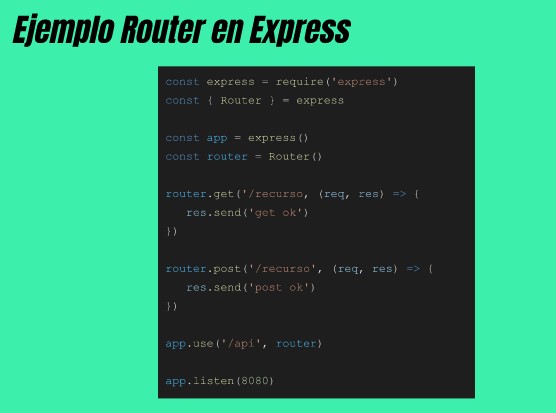 Ejemplo Router en Express
const express = require('express')
const { Router } = express
const app = express()
const router = Router()
router.get('/recurso, (req, res) => {
res.send('get ok')
})
router.post('/recurso', (req, res) => {
res.send('post ok')
})
app.use('/api', router)
app.listen(8080)